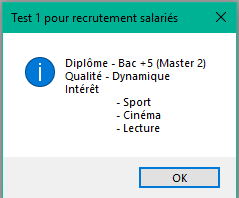 Test 1 pour recrutement salariés
Diplôme - Bac +5 (Master 2)
Qualité - Dynamique
Intérêt
- Sport
- Cinéma
- Lecture
OK